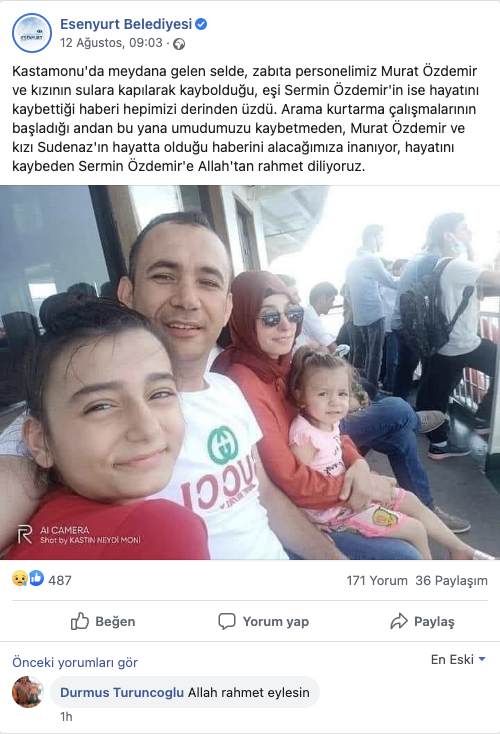 Esenyurt Belediyesi
12 Ağustos, 09:03 ·
Kastamonu'da meydana gelen selde, zabıta personelimiz Murat Özdemir
ve kızının sulara kapılarak kaybolduğu, eşi Sermin Özdemir'in ise hayatını
kaybettiği haberi hepimizi derinden üzdü. Arama kurtarma çalışmalarının
başladığı andan bu yana umudumuzu kaybetmeden, Murat Özdemir ve
kızı Sudenaz'ın hayatta olduğu haberini alacağımıza inanıyor, hayatını
kaybeden Sermin Özdemir'e Allah'tan rahmet diliyoruz.
GUCCI
R AI CAMERA
Shot by KASTIN NEYDİ MONİ
487
171 Yorum 36 Paylaşım
Beğen Yorum yap Paylaş
Önceki yorumları gör
En Eski
Durmus Turuncoglu Allah rahmet eylesin
1h